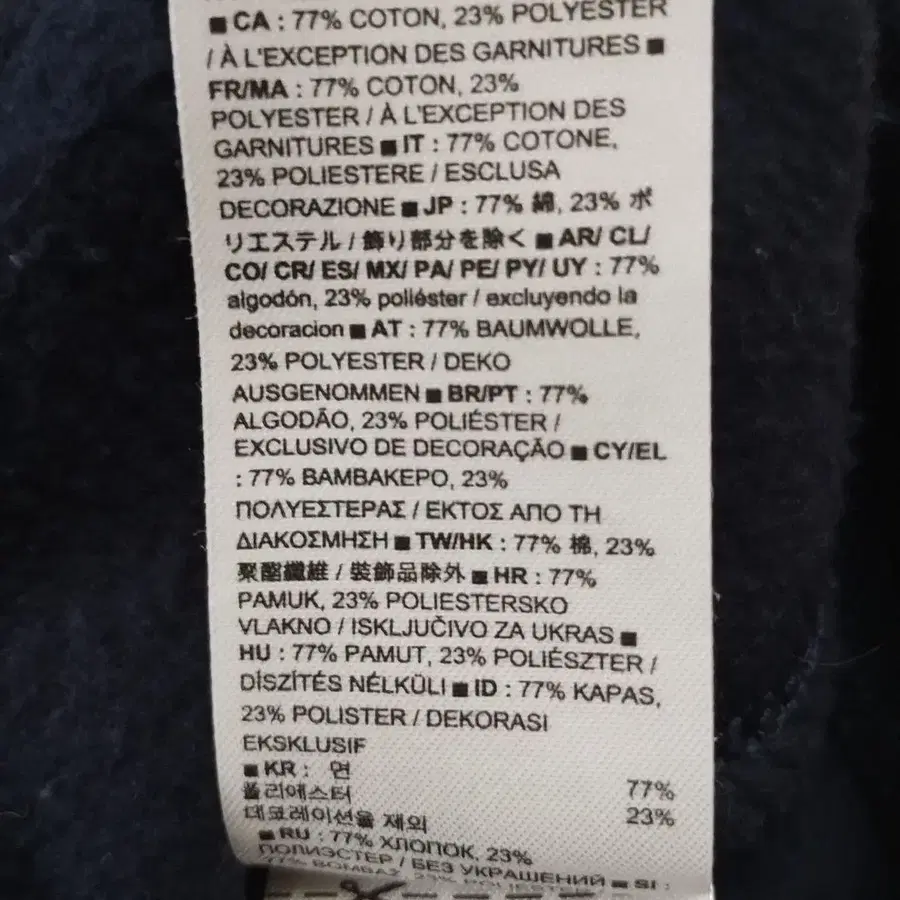 ■ CA : 77% COTON, 23% POLYESTER
/ À L'EXCEPTION DES GARNITURES ■
FR/MA : 77% COTON, 23%
POLYESTER / À L'EXCEPTION DES
GARNITURES ■ IT : 77% COTONE,
23% POLIESTERE / ESCLUSA
DECORAZIONE ■ JP : 77% 綿, 23% ポ
リエステル / 飾り部分を除く ■ AR/ CL/
CO/ CR/ ES/ MX/ PA/ PE/ PY/ UY : 77%
algodón, 23% poliéster / excluyendo la
decoracion ■ AT : 77% BAUMWOLLE,
23% POLYESTER / DEKO
AUSGENOMMEN ■ BR/PT : 77%
ALGODÃO, 23% POLIÉSTER /
EXCLUSIVO DE DECORAÇÃO ■ CY/EL
: 77% ΒΑΜΒΑΚΕΡΟ, 23%
ΠΟΛΥΕΣΤΕΡΑΣ / ΕΚΤΟΣ ΑΠΟ ΤΗ
ΔΙΑΚΟΣΜΗΣΗ ■ TW/HK : 77% 棉, 23%
聚酯纖維 / 裝飾品除外 ■ HR : 77%
PAMUK, 23% POLIESTERSKO
VLAKNO / ISKLJUČIVO ZA UKRAS ■
HU : 77% PAMUT, 23% POLIÉSZTER /
DÍSZÍTÉS NÉLKÜLI ■ ID : 77% KAPAS,
23% POLISTER / DEKORASI
EKSKLUSIF
■ KR : 면 77%
폴리에스터 23%
데코레이션을 제외
■ RU : 77% ХЛОПОК, 23%
ПОЛИЭСТЕР / БЕЗ УКРАШЕНИЙ ■ SI :
77% BOMBAŽ, 23% POLIESTER